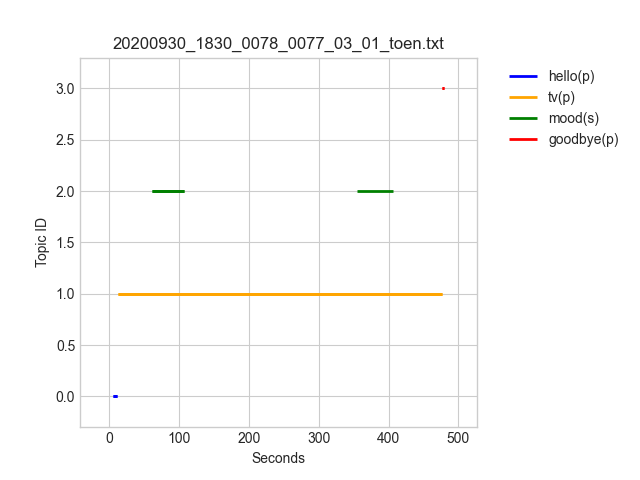 20200930_1830_0078_0077_03_01_toen.txt
hello(p)
tv(p)
mood(s)
goodbye(p)
Topic ID
3.0
2.5
2.0
1.5
1.0
0.5
0.0
0 100 200 300 400 500
Seconds